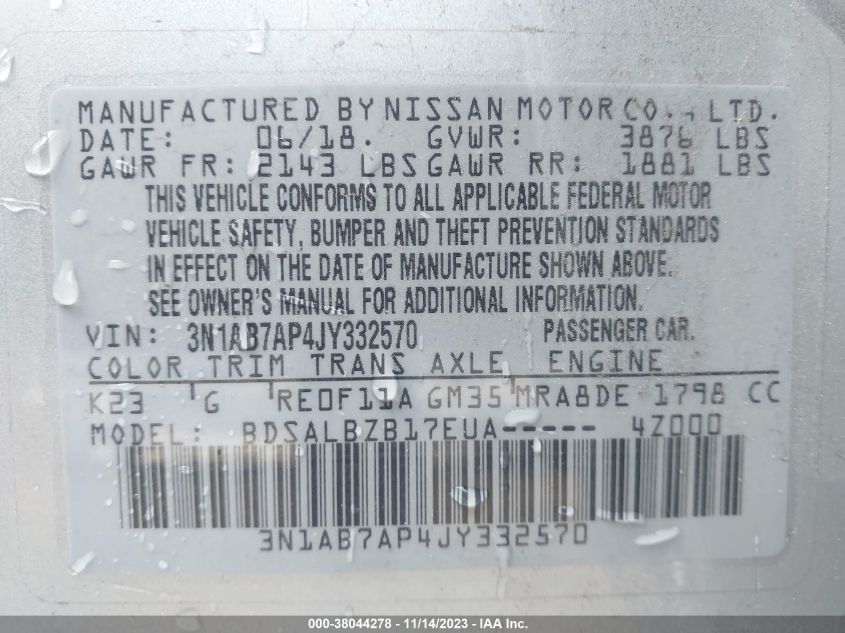 MANUFACTURED BY NISSAN MOTOR CO., LTD.
DATE: 06/18. GVWR: 3876 LBS
GAWR FR: 2143 LBS GAWR RR: 1881 LBS
THIS VEHICLE CONFORMS TO ALL APPLICABLE FEDERAL MOTOR
VEHICLE SAFETY, BUMPER AND THEFT PREVENTION STANDARDS
IN EFFECT ON THE DATE OF MANUFACTURE SHOWN ABOVE.
SEE OWNER'S MANUAL FOR ADDITIONAL INFORMATION.
VIN: 3N1AB7AP4JY332570 PASSENGER CAR.
COLOR TRIM TRANS AXLE ENGINE
K23 G RE0F11A GM35 MRA8DE 1798 CC
MODEL: BDSALBZB17EUA----- 4Z000
3N1AB7AP4JY332570
000-38044278 - 11/14/2023 - IAA, Inc.